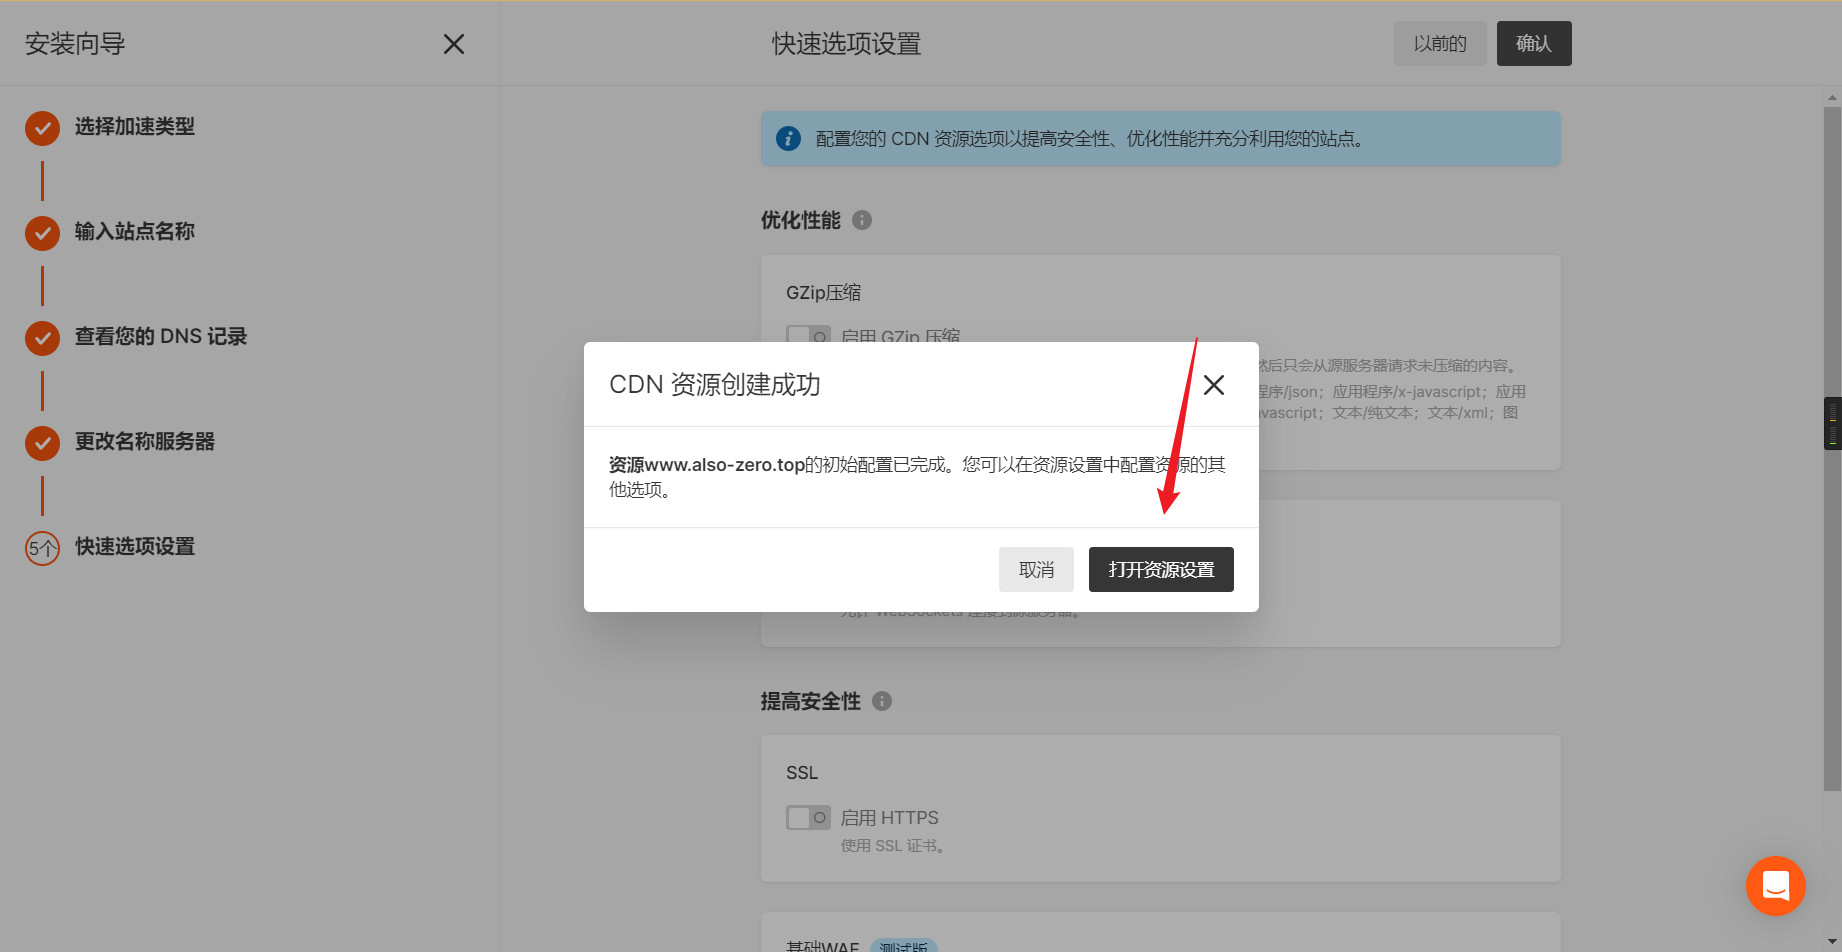 安装向导
快速选项设置
以前的
确认
选择加速类型
输入站点名称
查看您的 DNS 记录
更改名称服务器
5个
快速选项设置
配置您的 CDN 资源选项以提高安全性、优化性能并充分利用您的站点。
优化性能
GZip压缩
启用 GZip 压缩
然后只会从源服务器请求未压缩的内容。
程序/json；应用程序/x-javascript；应用
avascript；文本/纯文本；文本/xml；图
CDN 资源创建成功
资源www.also-zero.top的初始配置已完成。您可以在资源设置中配置资源的其
他选项。
取消
打开资源设置
允许 WebSockets 连接到源服务器。
提高安全性
SSL
启用 HTTPS
使用 SSL 证书。
基础WAF
测试版